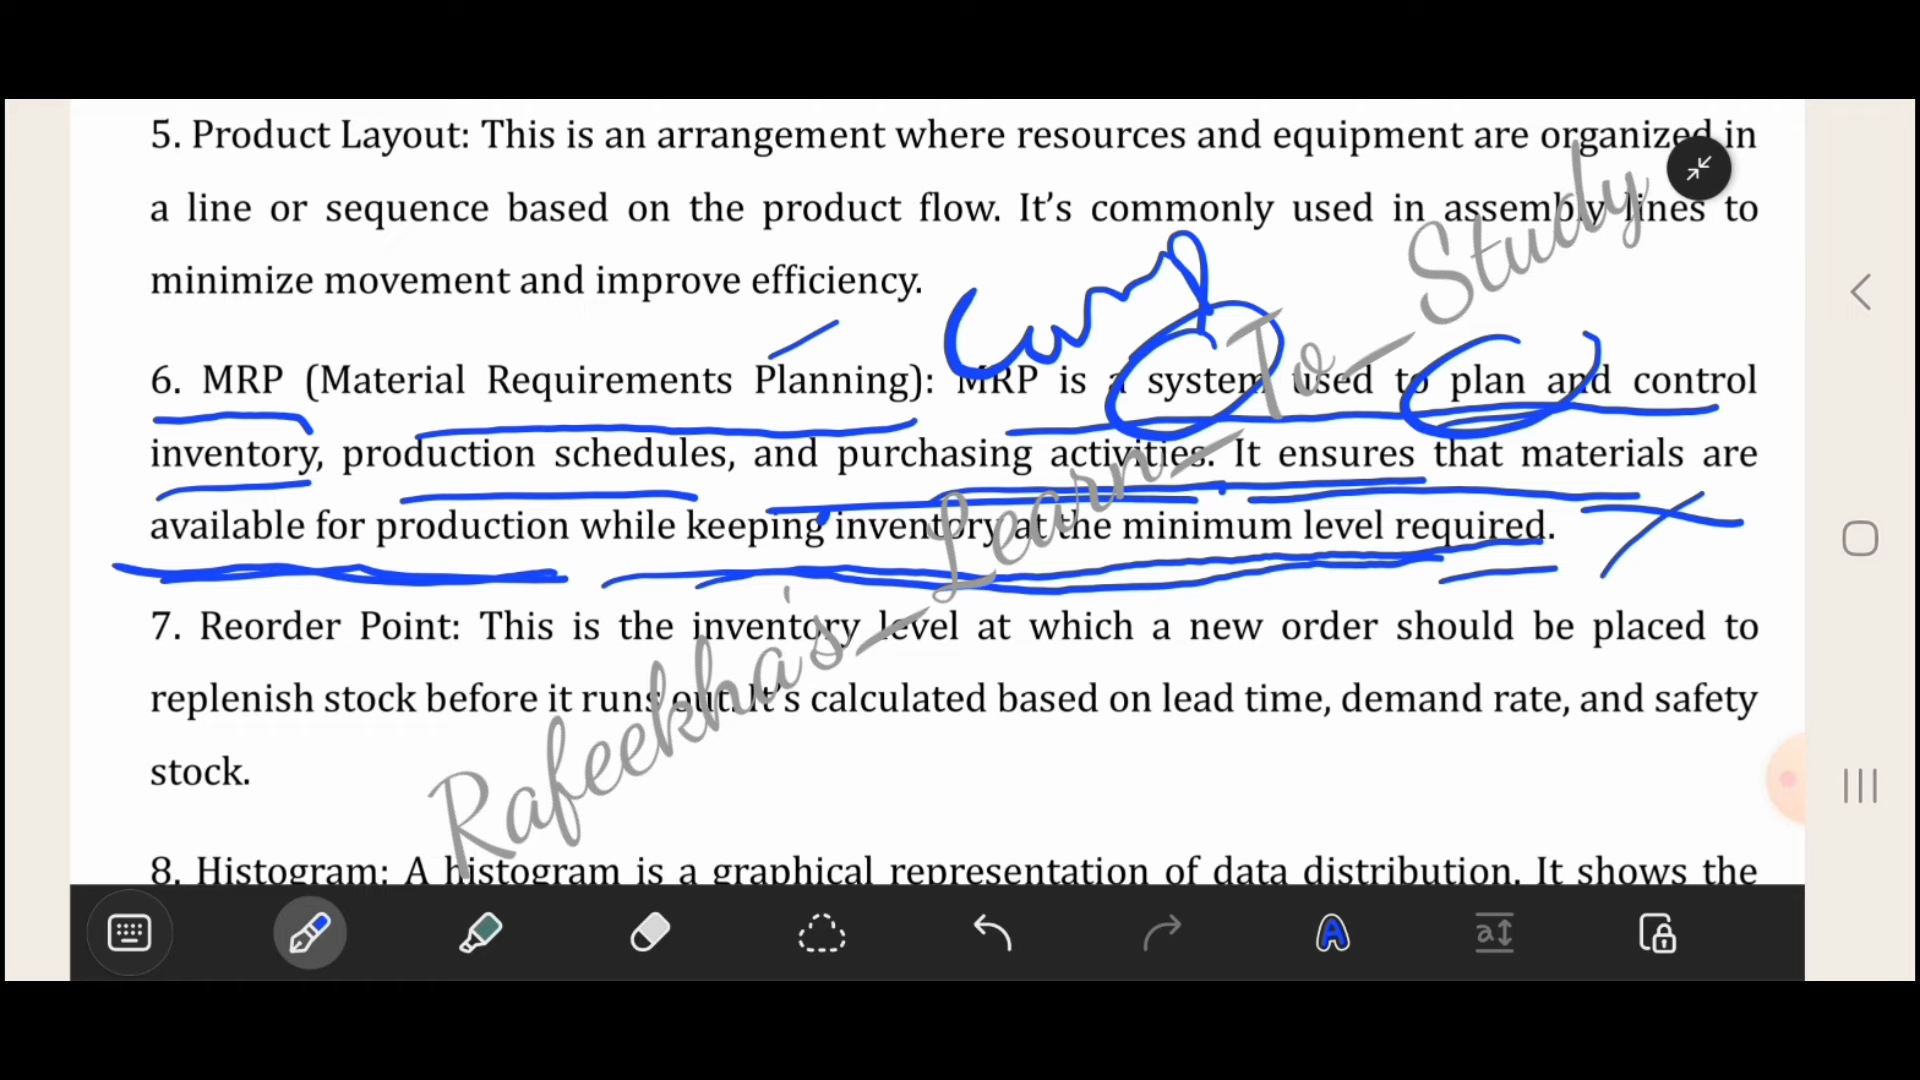 5. Product Layout: This is an arrangement where resources and equipment are organized in
a line or sequence based on the product flow. It’s commonly used in assembly lines to
minimize movement and improve efficiency.
6. MRP (Material Requirements Planning): MRP is a system used to plan and control
inventory, production schedules, and purchasing activities. It ensures that materials are
available for production while keeping inventory at the minimum level required.
7. Reorder Point: This is the inventory level at which a new order should be placed to
replenish stock before it runs out. It’s calculated based on lead time, demand rate, and safety
stock.
8. Histogram: A histogram is a graphical representation of data distribution. It shows the
Rafeekha's_Learn_To_Study